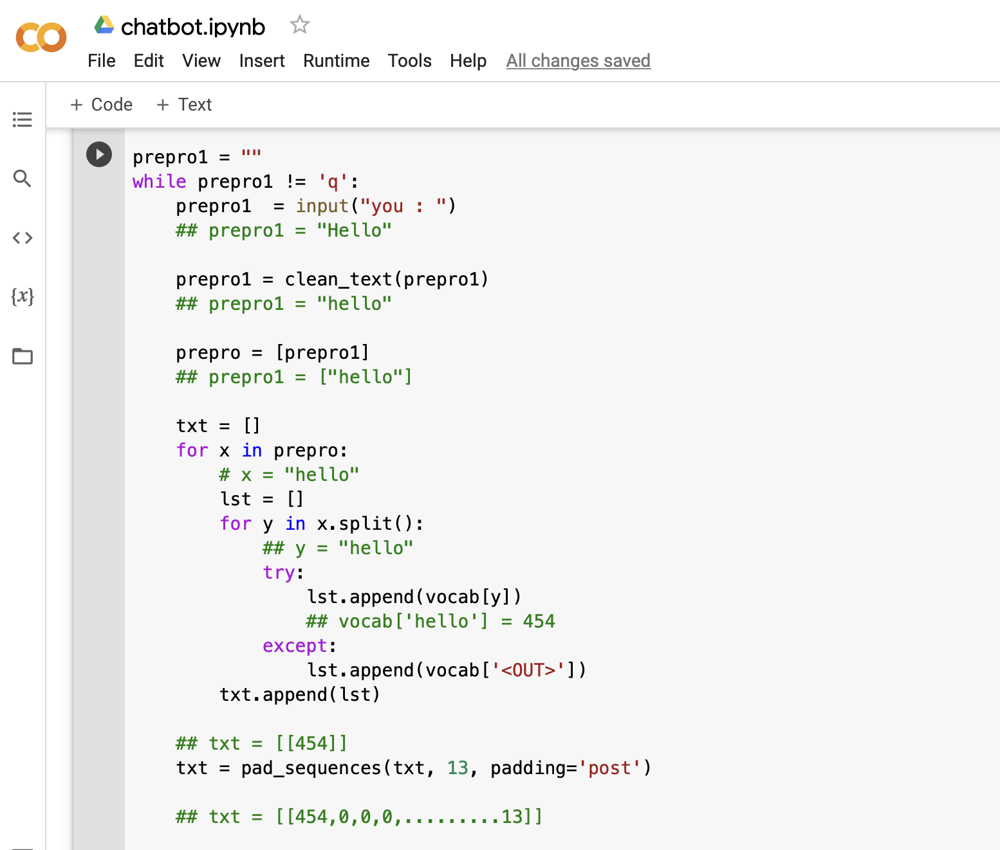 chatbot.ipynb
File Edit View Insert Runtime Tools Help All changes saved
+ Code + Text
prepro1 = ""
while prepro1 != 'q':
    prepro1  = input("you : ")
    ## prepro1 = "Hello"

    prepro1 = clean_text(prepro1)
    ## prepro1 = "hello"

    prepro = [prepro1]
    ## prepro1 = ["hello"]

    txt = []
    for x in prepro:
        # x = "hello"
        lst = []
        for y in x.split():
            ## y = "hello"
            try:
                lst.append(vocab[y])
                ## vocab['hello'] = 454
            except:
                lst.append(vocab['<OUT>'])
        txt.append(lst)

    ## txt = [[454]]
    txt = pad_sequences(txt, 13, padding='post')

    ## txt = [[454,0,0,0,.........13]]
{x}